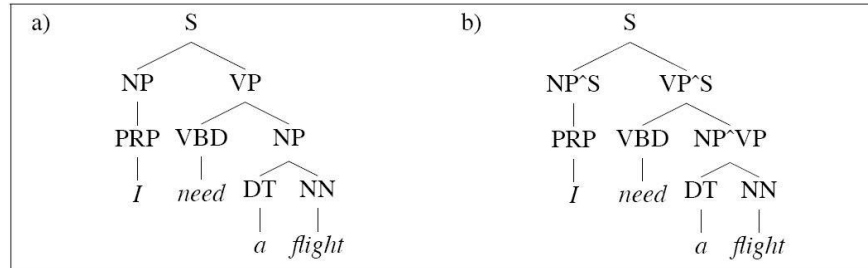 a) S b) S
NP VP NP^S VP^S
PRP VBD NP PRP VBD NP^VP
I need DT NN I need DT NN
a flight a flight